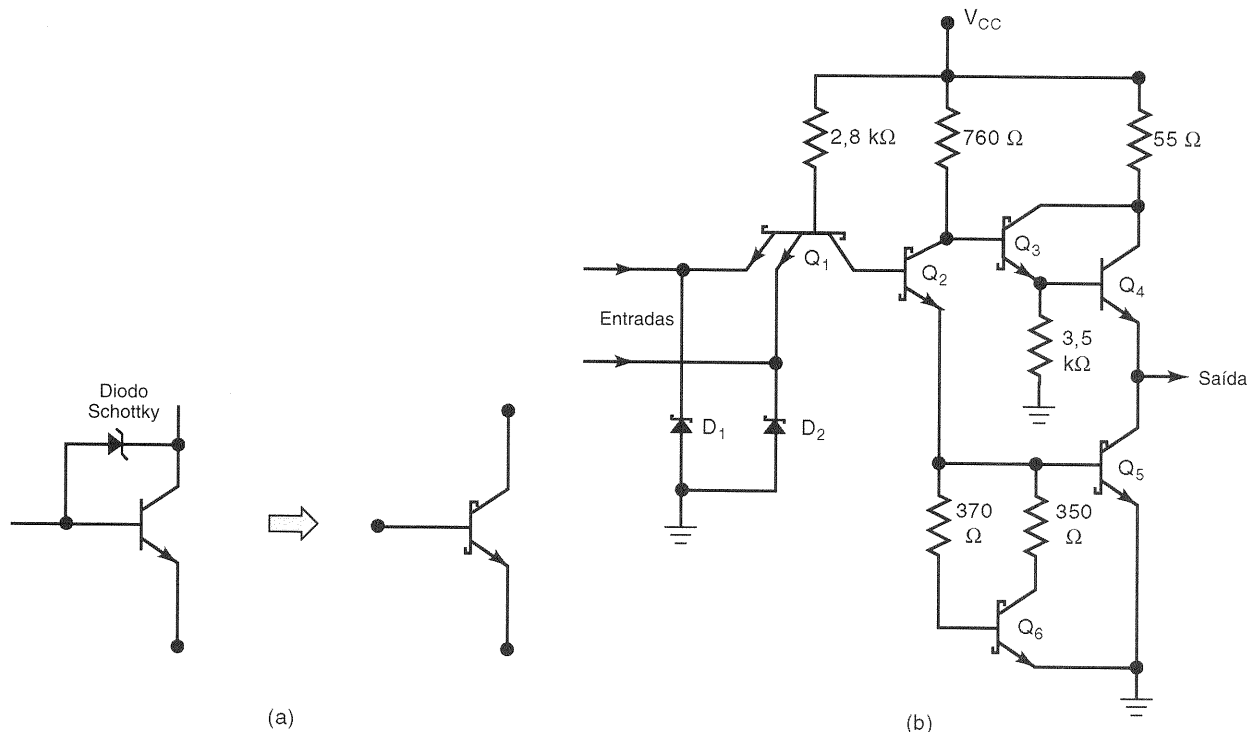 Diodo
Schottky
(a)
V_CC
2,8 kΩ
760 Ω
55 Ω
Q₁
Q₂
Q₃
Q₄
Entradas
3,5
kΩ
Saída
D₁
D₂
Q₅
370
Ω
350
Ω
Q₆
(b)